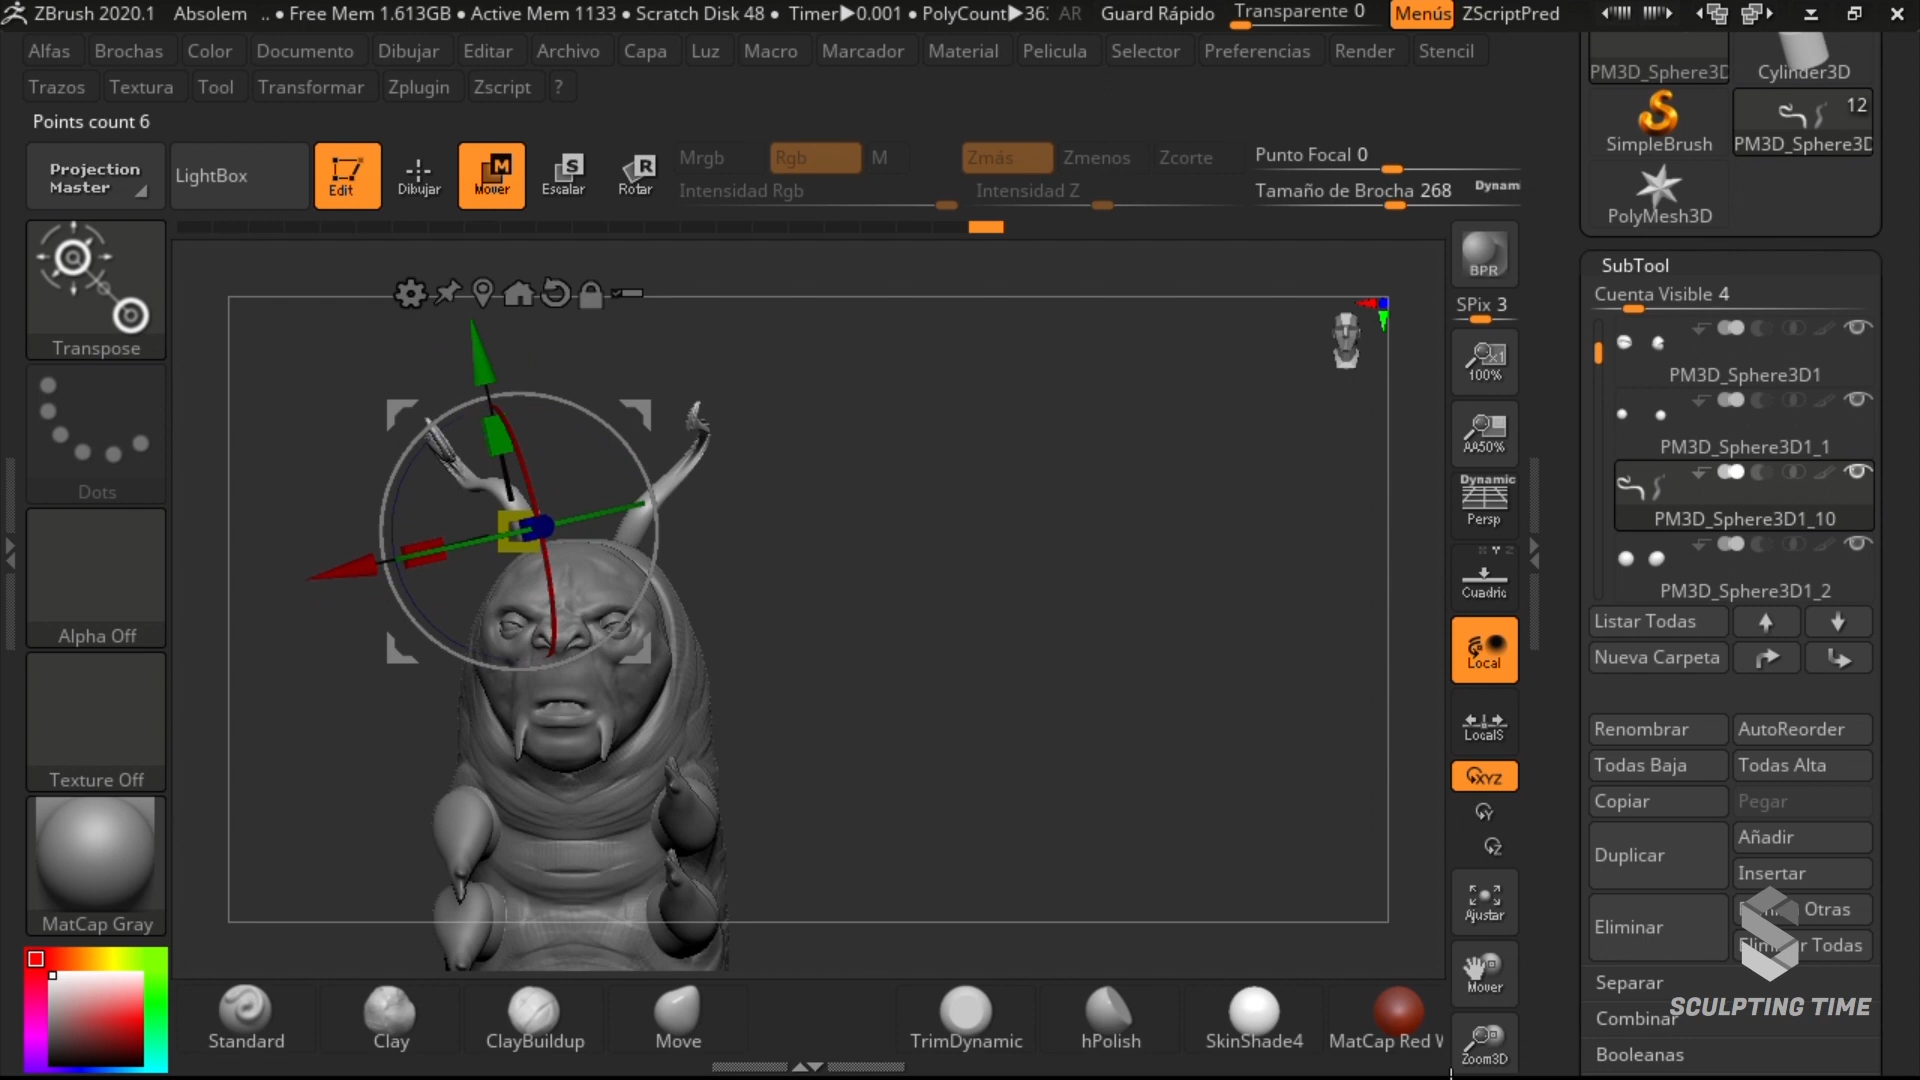 ZBrush 2020.1 Absolem .. • Free Mem 1.613GB • Active Mem 1133 • Scratch Disk 48 • Timer▶0.001 • PolyCount▶36 AR Guard Rápido Transparente 0 Menús ZScriptPred
Alfas Brochas Color Documento Dibujar Editar Archivo Capa Luz Macro Marcador Material Pelicula Selector Preferencias Render Stencil
Trazos Textura Tool Transformar Zplugin Zscript ?
Points count 6
Projection Master
LightBox
Edit
Dibujar
M
Mover
S
Escalar
R
Rotar
Mrgb Rgb M
Intensidad Rgb
Zmás Zmenos Zcorte
Intensidad Z
Punto Focal 0
Tamaño de Brocha 268 Dynam
Transpose
Dots
Alpha Off
Texture Off
MatCap Gray
BPR
SPix 3
x1
100%
AA50%
Dynamic
Persp
Cuadric
Local
LocalS
XYZ
Y
Z
Ajustar
Mover
Zoom3D
PM3D_Sphere3D
Cylinder3D
SimpleBrush
12
PM3D_Sphere3D
PolyMesh3D
SubTool
Cuenta Visible 4
PM3D_Sphere3D1
PM3D_Sphere3D1_1
PM3D_Sphere3D1_10
PM3D_Sphere3D1_2
Listar Todas
Nueva Carpeta
Renombrar AutoReorder
Todas Baja Todas Alta
Copiar Pegar
Duplicar Añadir
Insertar
Eliminar Otras
Todas
Separar
SCULPTING TIME
Combinar
Booleanas
Standard Clay ClayBuildup Move TrimDynamic hPolish SkinShade4 MatCap Red W